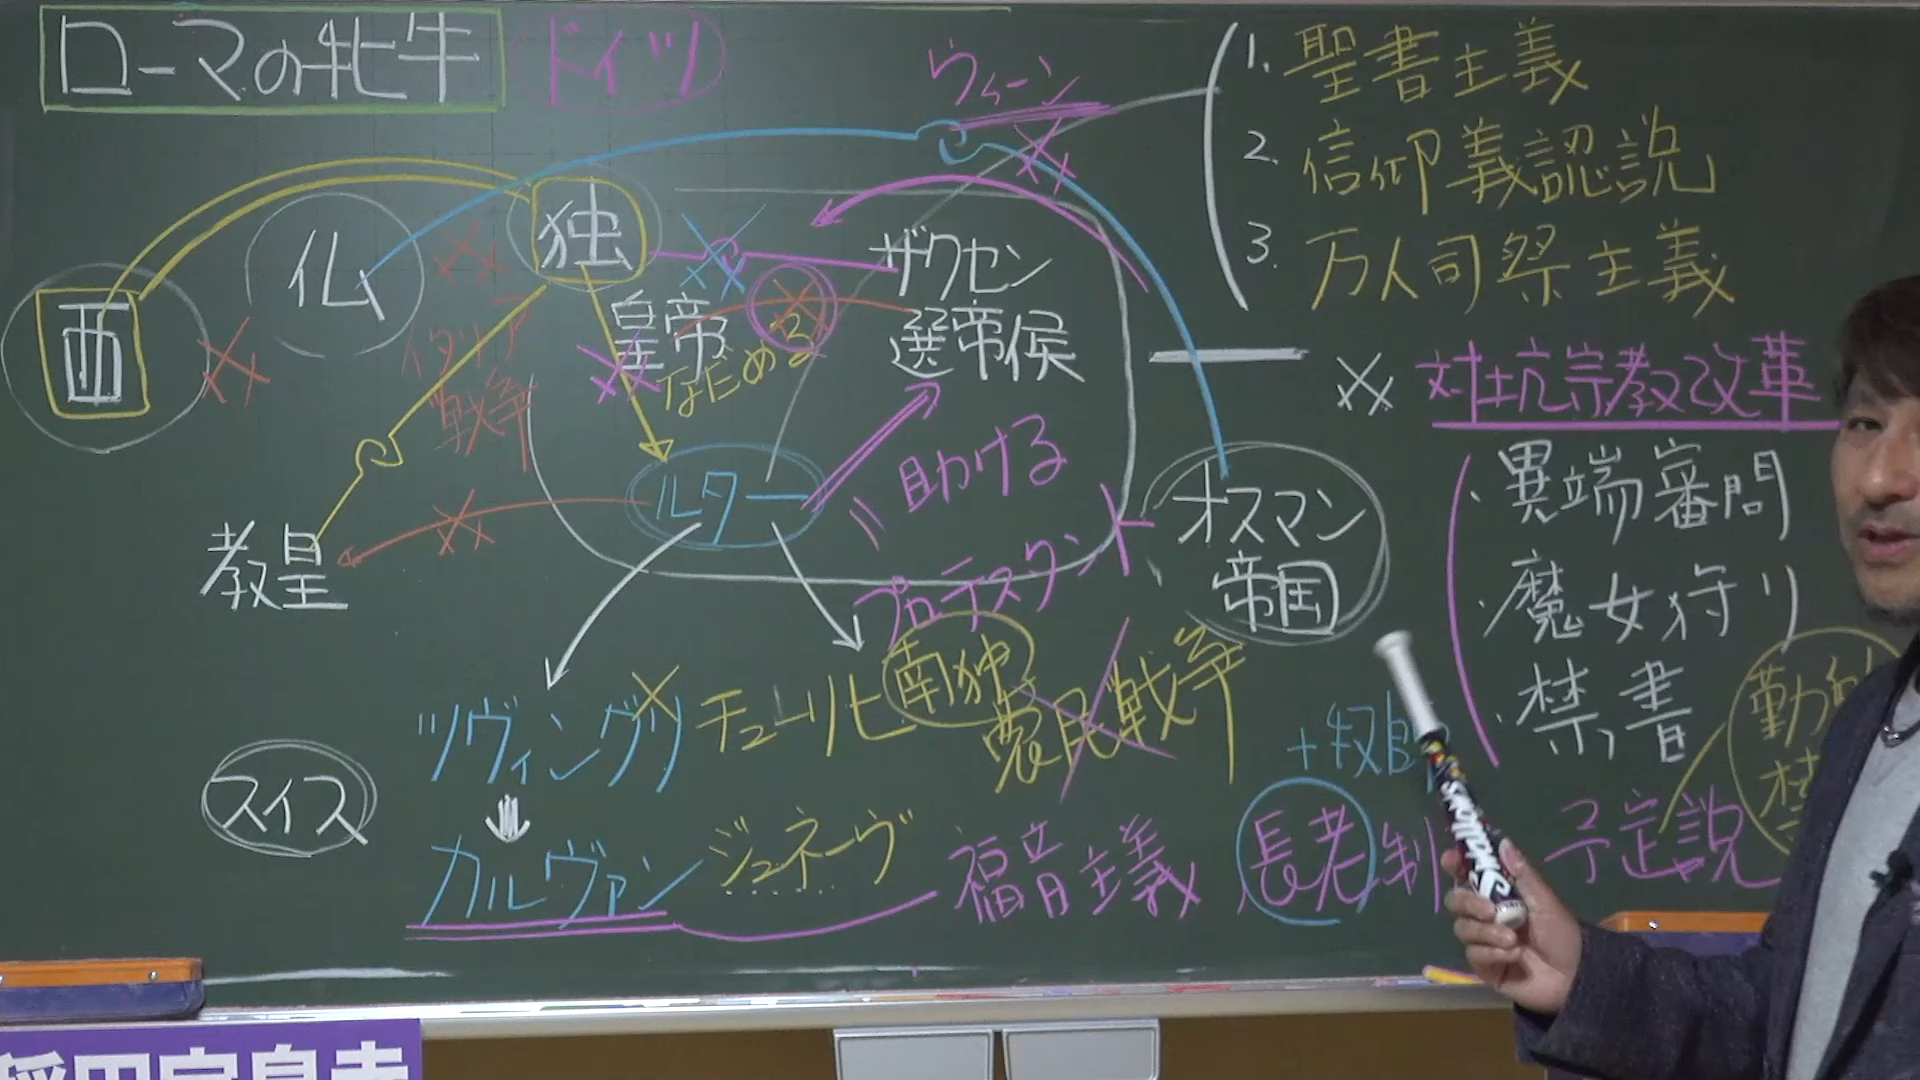 ローマの牝牛 ドイツ
ウィーン
1. 聖書主義
2. 信仰義認説
3. 万人司祭主義
西
仏
独
皇帝
なだめる
ザクセン
選帝侯
イタリア
戦争
対抗宗教改革
・異端審問
・魔女狩り
・禁書
教皇
ルター
助ける
プロテスタント
オスマン
帝国
スイス
ツヴィングリ チューリヒ
南独
農民戦争
カルヴァン ジュネーヴ
福音主義
長老制
予定説